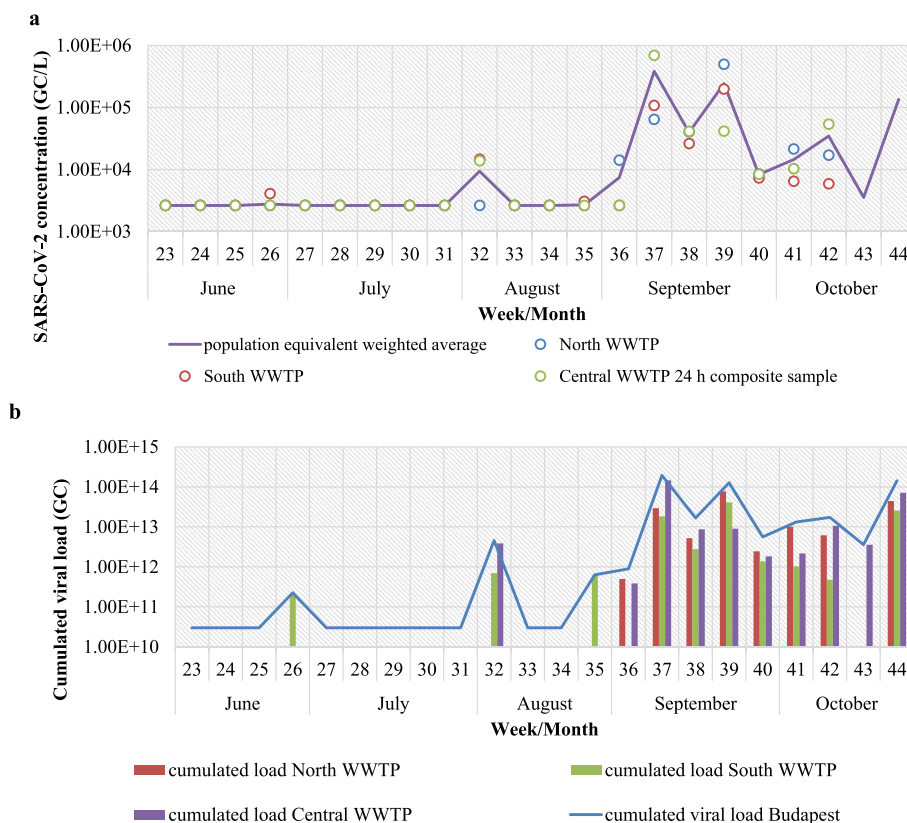 a
SARS-CoV-2 concentration (GC/L)
1.00E+06
1.00E+05
1.00E+04
1.00E+03
23 24 25 26 27 28 29 30 31 32 33 34 35 36 37 38 39 40 41 42 43 44
June July August September October
Week/Month
population equivalent weighted average North WWTP
South WWTP Central WWTP 24 h composite sample
b
Cumulated viral load (GC)
1.00E+15
1.00E+14
1.00E+13
1.00E+12
1.00E+11
1.00E+10
23 24 25 26 27 28 29 30 31 32 33 34 35 36 37 38 39 40 41 42 43 44
June July August September October
Week/Month
cumulated load North WWTP cumulated load South WWTP
cumulated load Central WWTP cumulated viral load Budapest